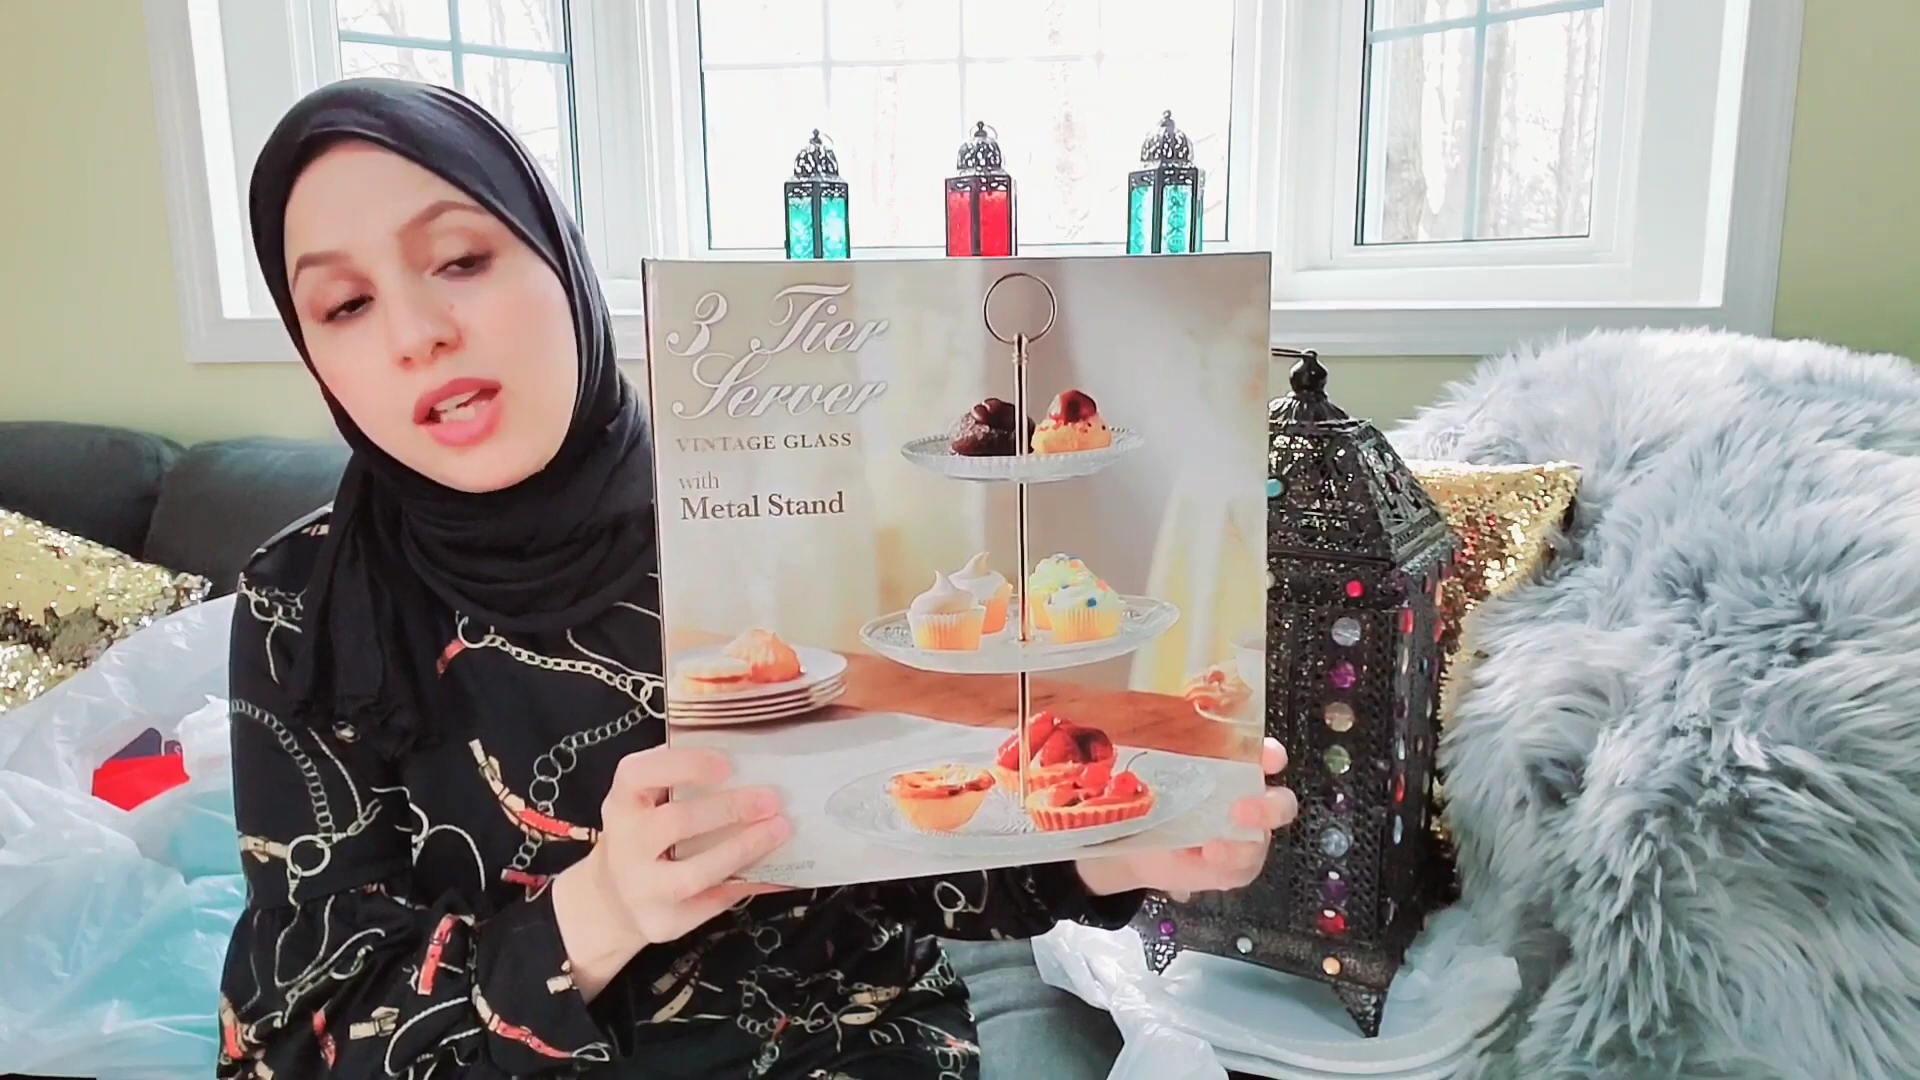 3 Tier
Server
VINTAGE GLASS
with
Metal Stand